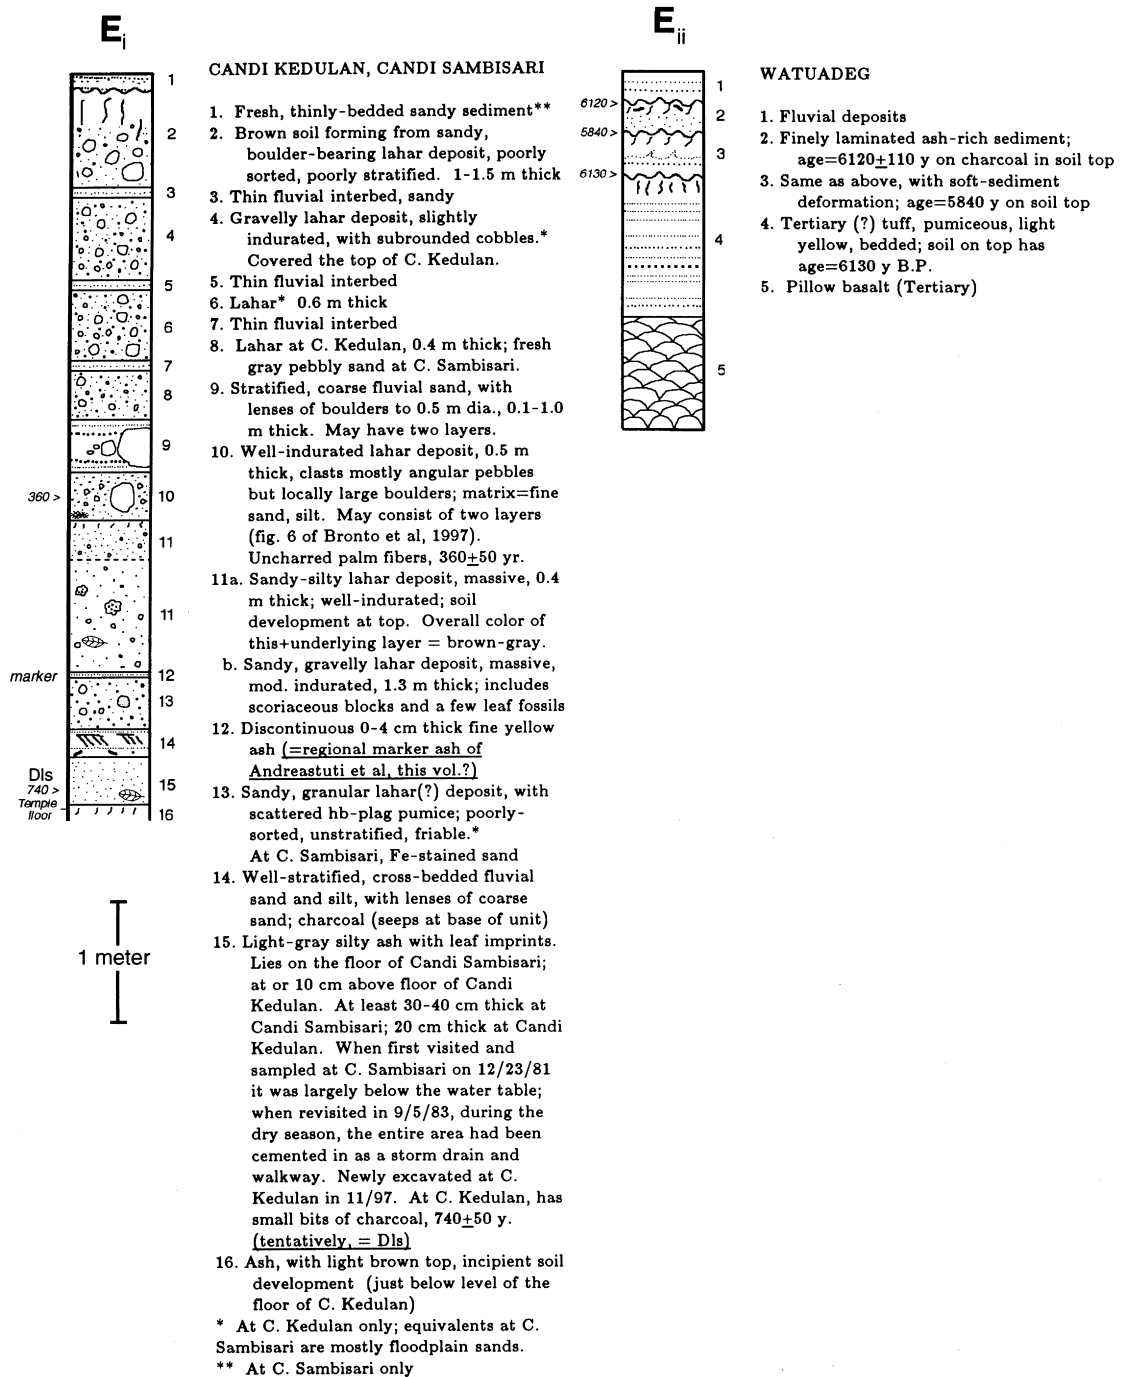 Ei
1
2
3
4
5
6
7
8
9
360 >
10
11
11
marker
12
13
14
Dls
740 >
15
Temple
floor
16
1 meter
CANDI KEDULAN, CANDI SAMBISARI
1. Fresh, thinly-bedded sandy sediment**
2. Brown soil forming from sandy,
boulder-bearing lahar deposit, poorly
sorted, poorly stratified. 1-1.5 m thick
3. Thin fluvial interbed, sandy
4. Gravelly lahar deposit, slightly
indurated, with subrounded cobbles.*
Covered the top of C. Kedulan.
5. Thin fluvial interbed
6. Lahar* 0.6 m thick
7. Thin fluvial interbed
8. Lahar at C. Kedulan, 0.4 m thick; fresh
gray pebbly sand at C. Sambisari.
9. Stratified, coarse fluvial sand, with
lenses of boulders to 0.5 m dia., 0.1-1.0
m thick. May have two layers.
10. Well-indurated lahar deposit, 0.5 m
thick, clasts mostly angular pebbles
but locally large boulders; matrix=fine
sand, silt. May consist of two layers
(fig. 6 of Bronto et al, 1997).
Uncharred palm fibers, 360±50 yr.
11a. Sandy-silty lahar deposit, massive, 0.4
m thick; well-indurated; soil
development at top. Overall color of
this+underlying layer = brown-gray.
b. Sandy, gravelly lahar deposit, massive,
mod. indurated, 1.3 m thick; includes
scoriaceous blocks and a few leaf fossils
12. Discontinuous 0-4 cm thick fine yellow
ash (=regional marker ash of
Andreastuti et al, this vol.?)
13. Sandy, granular lahar(?) deposit, with
scattered hb-plag pumice; poorly-
sorted, unstratified, friable.*
At C. Sambisari, Fe-stained sand
14. Well-stratified, cross-bedded fluvial
sand and silt, with lenses of coarse
sand; charcoal (seeps at base of unit)
15. Light-gray silty ash with leaf imprints.
Lies on the floor of Candi Sambisari;
at or 10 cm above floor of Candi
Kedulan. At least 30-40 cm thick at
Candi Sambisari; 20 cm thick at Candi
Kedulan. When first visited and
sampled at C. Sambisari on 12/23/81
it was largely below the water table;
when revisited in 9/5/83, during the
dry season, the entire area had been
cemented in as a storm drain and
walkway. Newly excavated at C.
Kedulan in 11/97. At C. Kedulan, has
small bits of charcoal, 740±50 y.
(tentatively, = Dls)
16. Ash, with light brown top, incipient soil
development (just below level of the
floor of C. Kedulan)
* At C. Kedulan only; equivalents at C.
Sambisari are mostly floodplain sands.
** At C. Sambisari only
Eii
1
6120 >
2
5840 >
3
6130 >
4
5
WATUADEG
1. Fluvial deposits
2. Finely laminated ash-rich sediment;
age=6120±110 y on charcoal in soil top
3. Same as above, with soft-sediment
deformation; age=5840 y on soil top
4. Tertiary (?) tuff, pumiceous, light
yellow, bedded; soil on top has
age=6130 y B.P.
5. Pillow basalt (Tertiary)